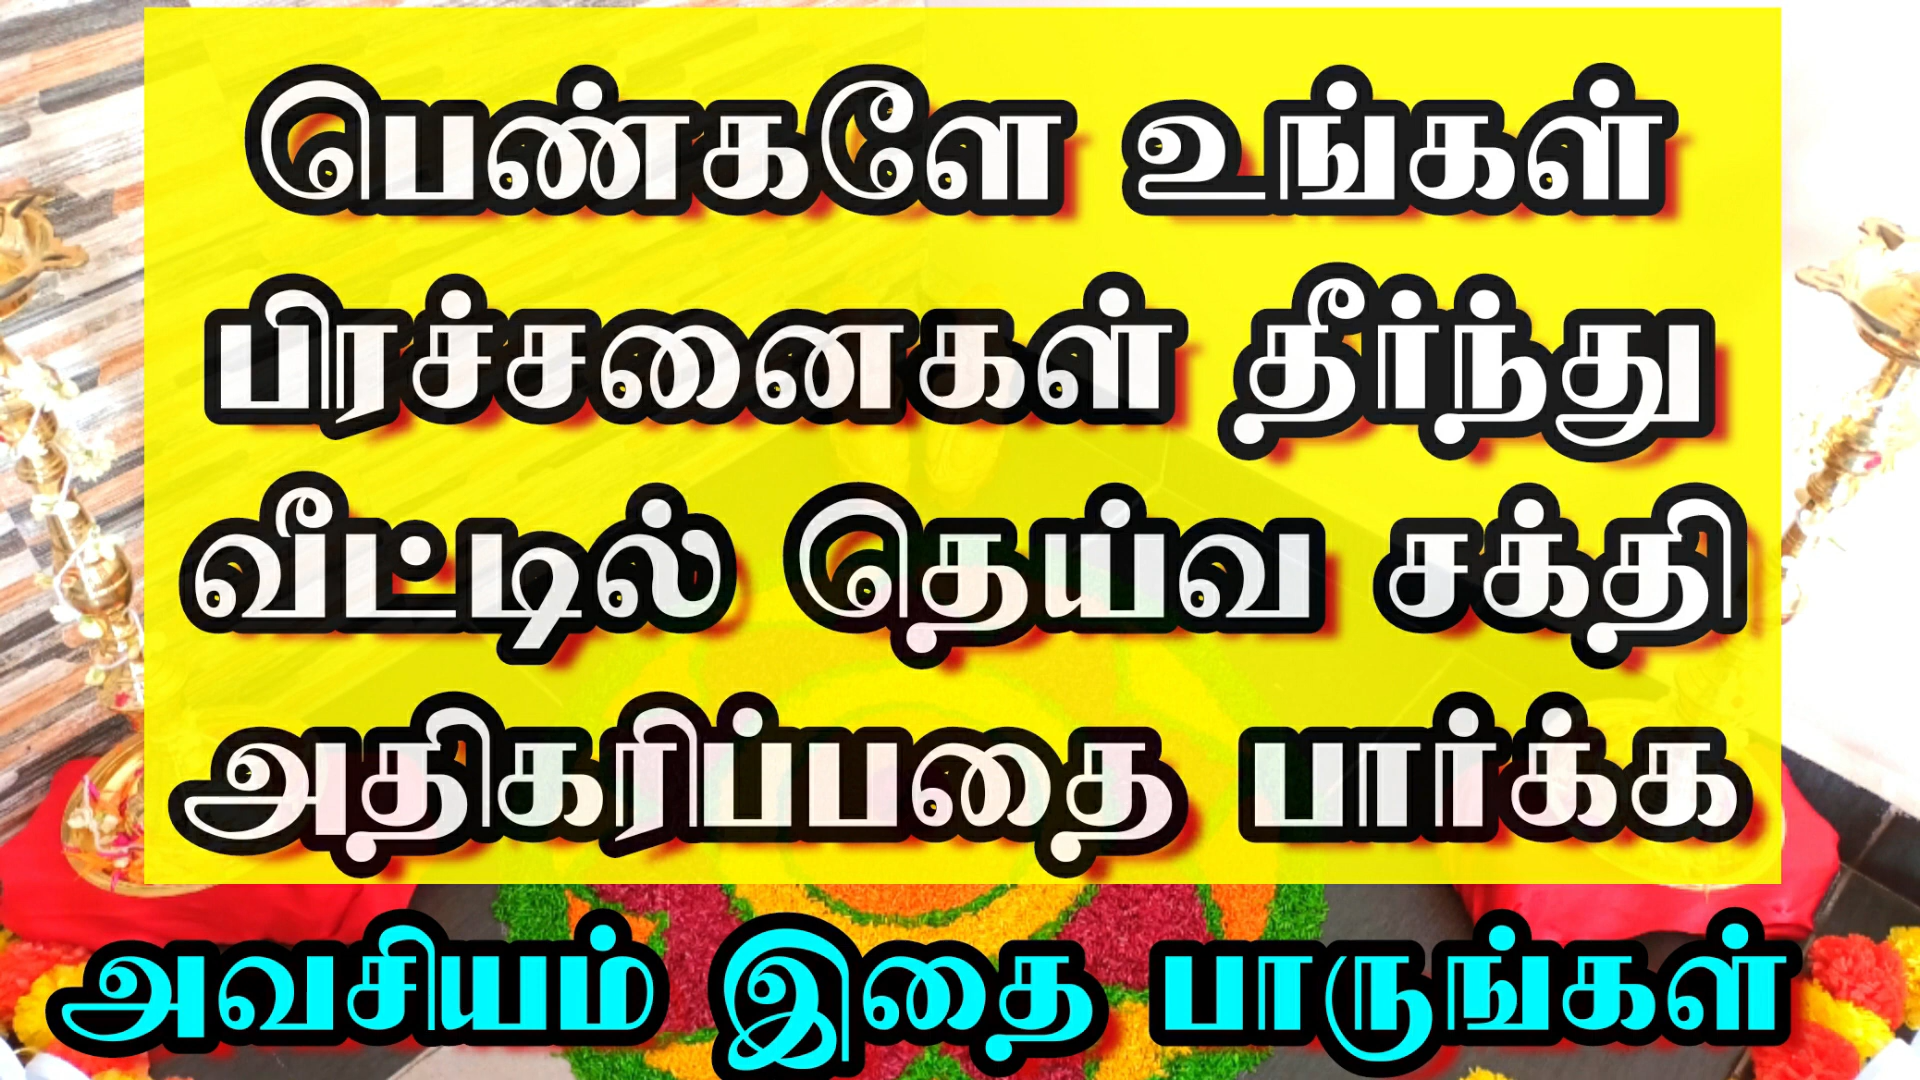 பெண்களே உங்கள்
பிரச்சனைகள் தீர்ந்து
வீட்டில் தெய்வ சக்தி
அதிகரிப்பதை பார்க்க
அவசியம் இதை பாருங்கள்